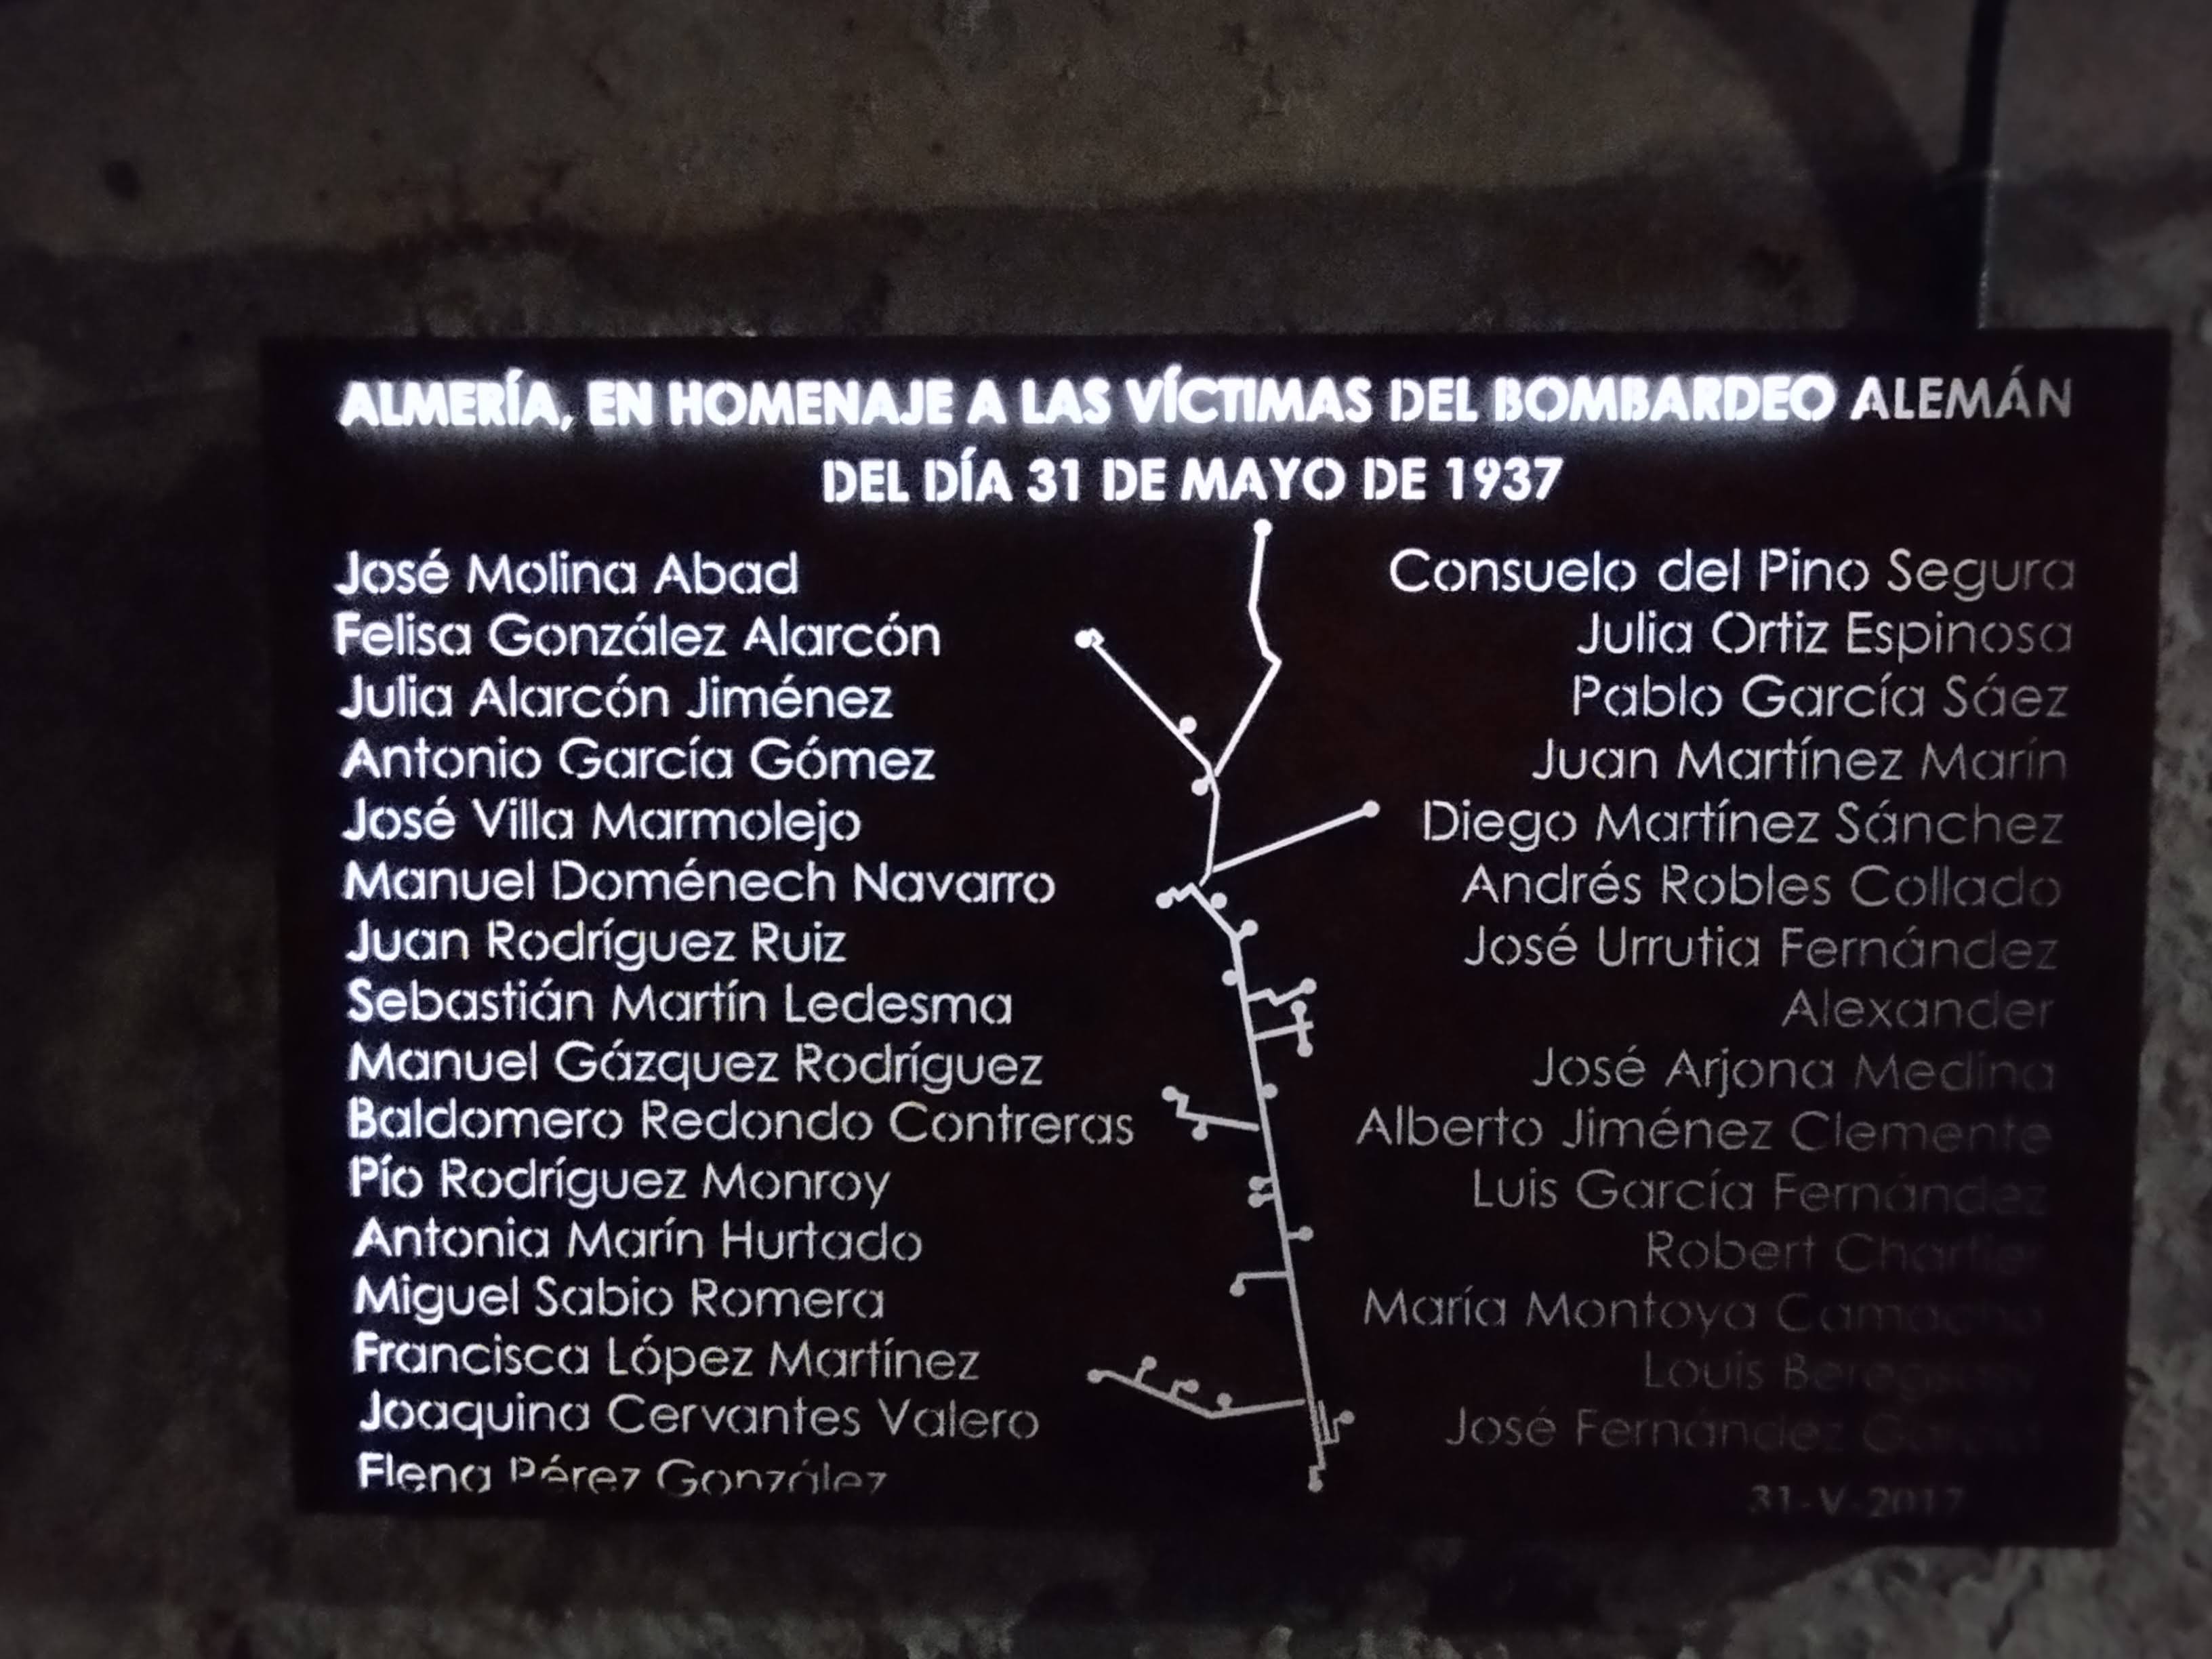 ALMERÍA, EN HOMENAJE A LAS VÍCTIMAS DEL BOMBARDEO ALEMÁN
DEL DÍA 31 DE MAYO DE 1937
José Molina Abad
Felisa González Alarcón
Julia Alarcón Jiménez
Antonio García Gómez
José Villa Marmolejo
Manuel Doménech Navarro
Juan Rodríguez Ruiz
Sebastián Martín Ledesma
Manuel Gázquez Rodríguez
Baldomero Redondo Contreras
Pío Rodríguez Monroy
Antonia Marín Hurtado
Miguel Sabio Romera
Francisca López Martínez
Joaquina Cervantes Valero
Elena Pérez González
Consuelo del Pino Segura
Julia Ortiz Espinosa
Pablo García Sáez
Juan Martínez Marín
Diego Martínez Sánchez
Andrés Robles Collado
José Urrutia Fernández
Alexander
José Arjona Medina
Alberto Jiménez Clemente
Luis García Fernández
Robert Charlier
María Montoya Camacho
Louis
José Fernández
31-V-2017